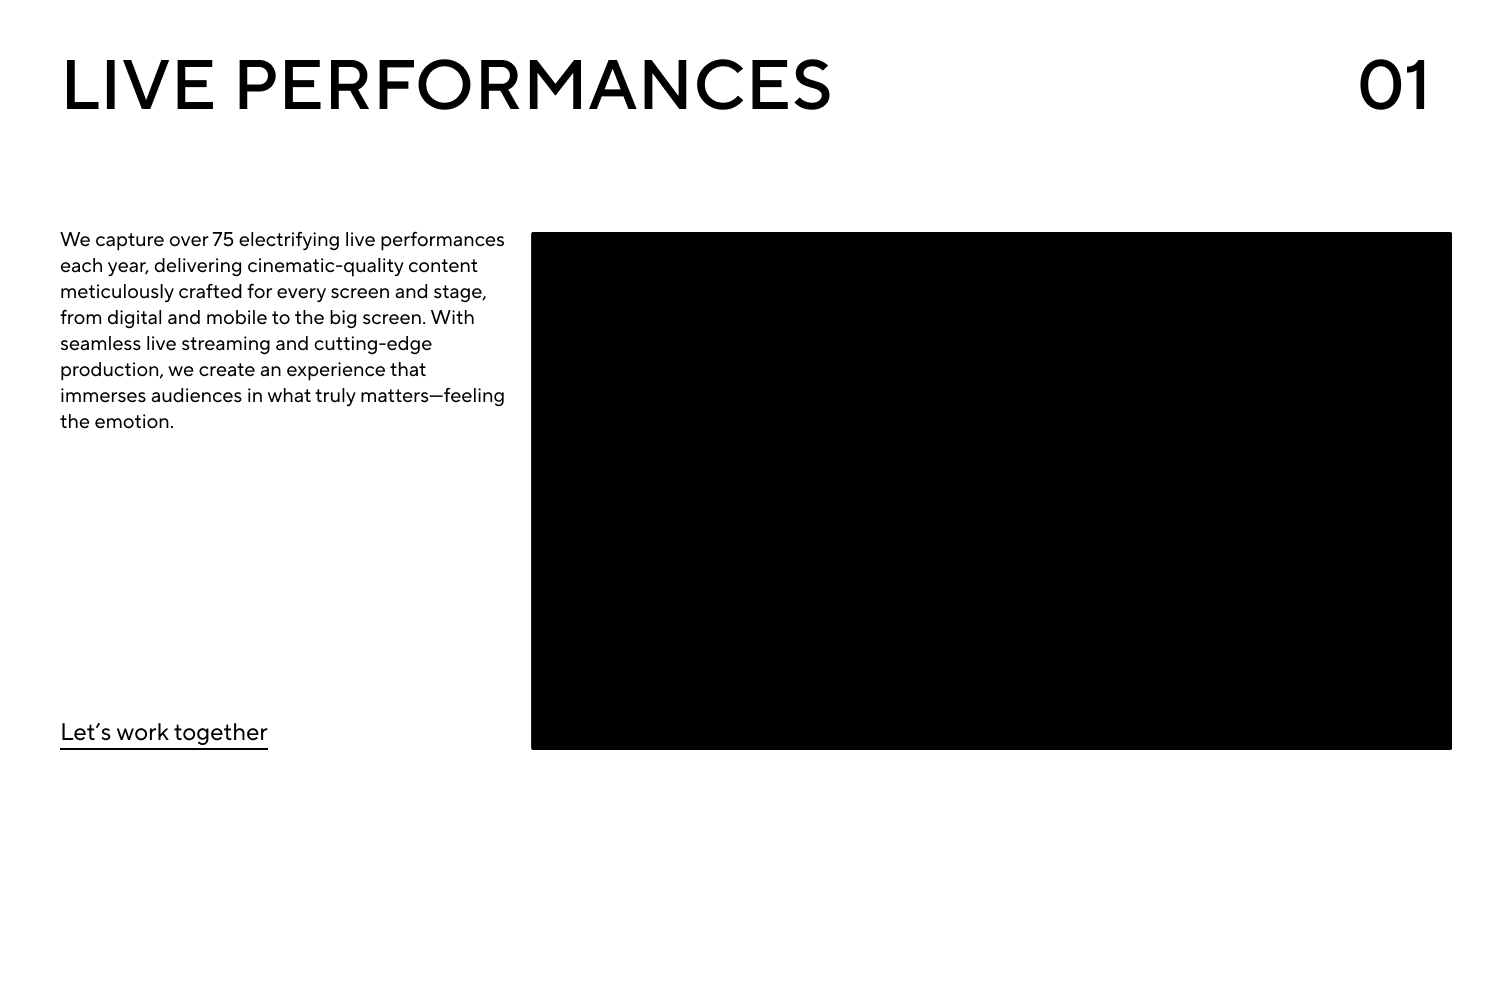 LIVE PERFORMANCES
01
We capture over 75 electrifying live performances
each year, delivering cinematic-quality content
meticulously crafted for every screen and stage,
from digital and mobile to the big screen. With
seamless live streaming and cutting-edge
production, we create an experience that
immerses audiences in what truly matters—feeling
the emotion.
Let’s work together